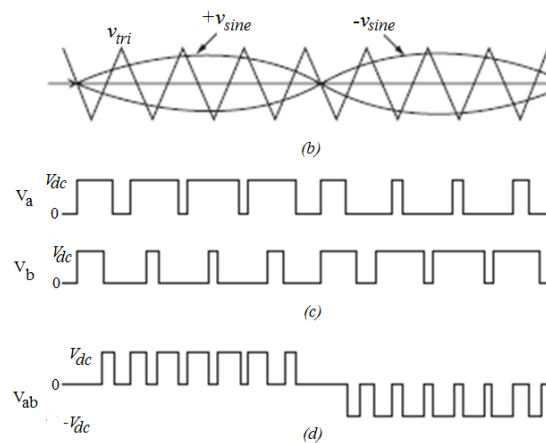 v_tri +v_sine -v_sine
(b)
V_dc
V_a
0
V_dc
V_b
0
(c)
V_dc
0
V_ab
-V_dc
(d)